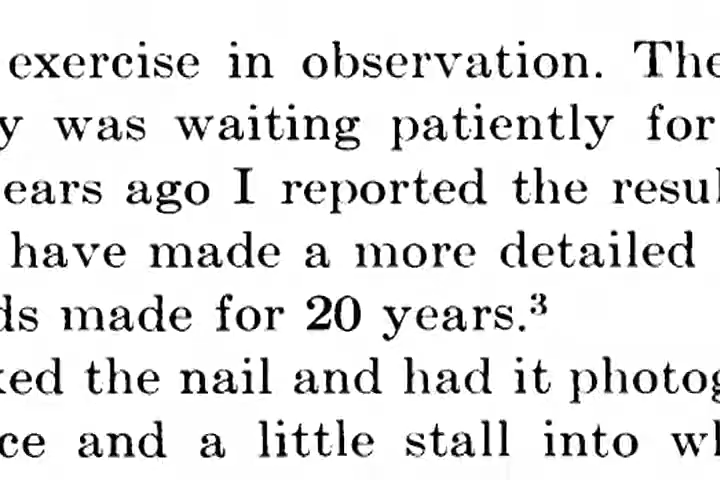 exercise in observation. The
y was waiting patiently for
ears ago I reported the resul
have made a more detailed
ds made for 20 years.³
ked the nail and had it photog
ce and a little stall into wh